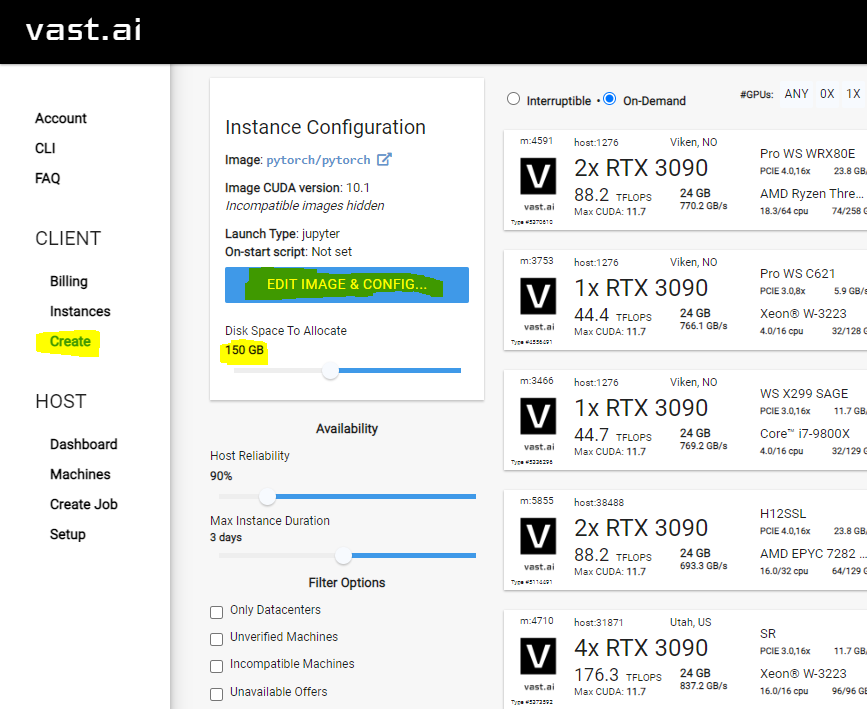 vast.ai
Account
CLI
FAQ
CLIENT
Billing
Instances
Create
HOST
Dashboard
Machines
Create Job
Setup
Instance Configuration
Image: pytorch/pytorch
Image CUDA version: 10.1
Incompatible images hidden
Launch Type: jupyter
On-start script: Not set
EDIT IMAGE & CONFIG...
Disk Space To Allocate
150 GB
Availability
Host Reliability
90%
Max Instance Duration
3 days
Filter Options
Only Datacenters
Unverified Machines
Incompatible Machines
Unavailable Offers
Interruptible • On-Demand
#GPUs: ANY 0X 1X
m:4591 host:1276 Viken, NO
2x RTX 3090
88.2 TFLOPS 24 GB
Max CUDA: 11.7 770.2 GB/s
Pro WS WRX80E
PCIE 4.0,16x 23.8 GB/
AMD Ryzen Thre...
18.3/64 cpu 74/258 G
V
vast.ai
Type #5370610
m:3753 host:1276 Viken, NO
1x RTX 3090
44.4 TFLOPS 24 GB
Max CUDA: 11.7 766.1 GB/s
Pro WS C621
PCIE 3.0,8x 5.9 GB/s
Xeon® W-3223
4.0/16 cpu 32/128 G
V
vast.ai
m:3466 host:1276 Viken, NO
1x RTX 3090
44.7 TFLOPS 24 GB
Max CUDA: 11.7 769.2 GB/s
WS X299 SAGE
PCIE 3.0,16x 11.7 GB/
Core™ i7-9800X
4.0/16 cpu 32/129 G
V
vast.ai
m:5855 host:38488
2x RTX 3090
88.2 TFLOPS 24 GB
Max CUDA: 11.7 693.3 GB/s
H12SSL
PCIE 4.0,16x 23.8 GB/
AMD EPYC 7282 ...
16.0/32 cpu 64/129 G
V
vast.ai
Type #5114491
m:4710 host:31871 Utah, US
4x RTX 3090
176.3 TFLOPS 24 GB
Max CUDA: 11.7 837.2 GB/s
SR
PCIE 3.0,16x 11.7 GB/
Xeon® W-3223
16.0/16 cpu 96/96 G
V
vast.ai